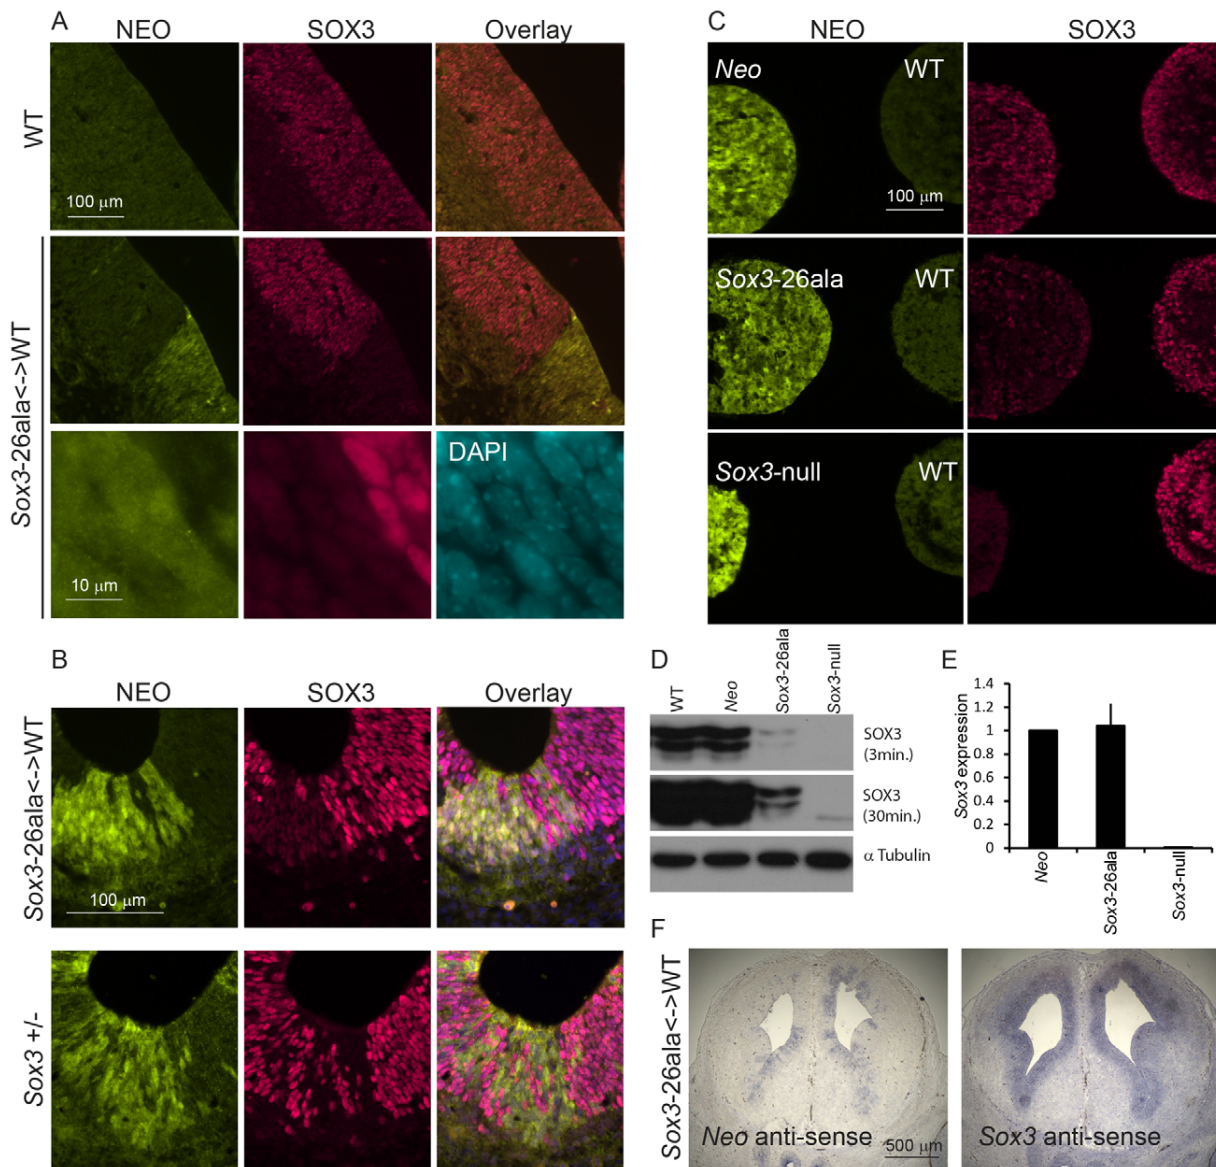 A
NEO
SOX3
Overlay
WT
100 μm
Sox3-26ala<->WT
DAPI
10 μm
B
NEO
SOX3
Overlay
Sox3-26ala<->WT
100 μm
Sox3 +/-
C
NEO
SOX3
Neo
WT
100 μm
Sox3-26ala
WT
Sox3-null
WT
D
WT
Neo
Sox3-26ala
Sox3-null
SOX3
(3min.)
SOX3
(30min.)
α Tubulin
E
Sox3 expression
1.4
1.2
1
0.8
0.6
0.4
0.2
0
Neo
Sox3-26ala
Sox3-null
F
Sox3-26ala<->WT
Neo anti-sense
500 μm
Sox3 anti-sense